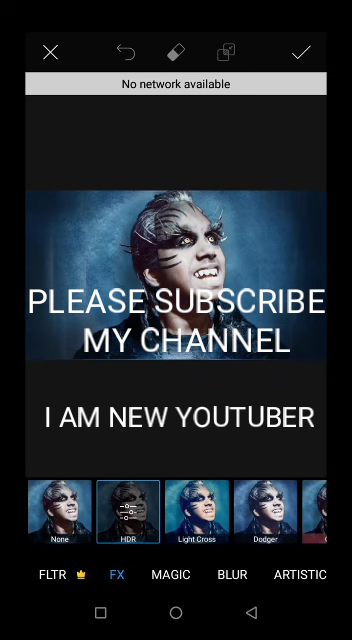 No network available
PLEASE SUBSCRIBE
MY CHANNEL
I AM NEW YOUTUBER
None
HDR
Light Cross
Dodger
FLTR
FX
MAGIC
BLUR
ARTISTIC